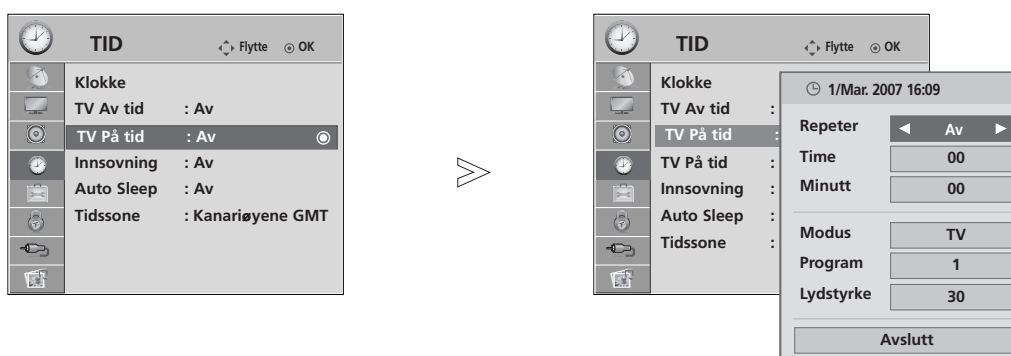 TID Flytte OK
Klokke
TV Av tid : Av
TV På tid : Av
Innsovning : Av
Auto Sleep : Av
Tidssone : Kanariøyene GMT
TID Flytte OK
Klokke
TV Av tid :
TV På tid :
TV På tid :
Innsovning :
Auto Sleep :
Tidssone :
1/Mar. 2007 16:09
Repeter Av
Time 00
Minutt 00
Modus TV
Program 1
Lydstyrke 30
Avslutt